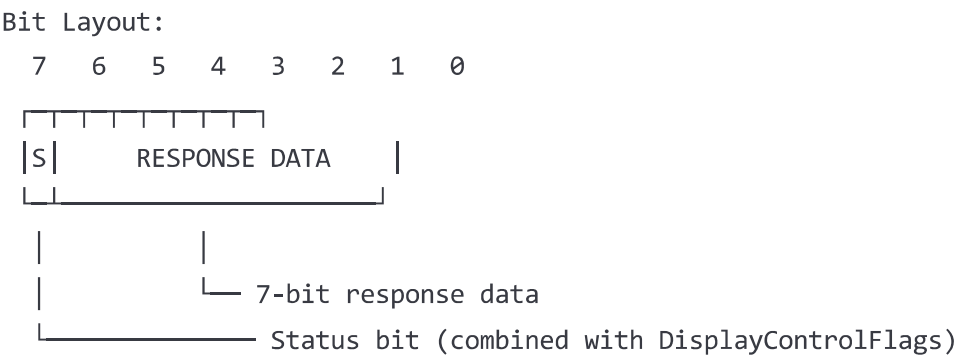 Bit Layout:
7 6 5 4 3 2 1 0
|S| RESPONSE DATA |
7-bit response data
Status bit (combined with DisplayControlFlags)